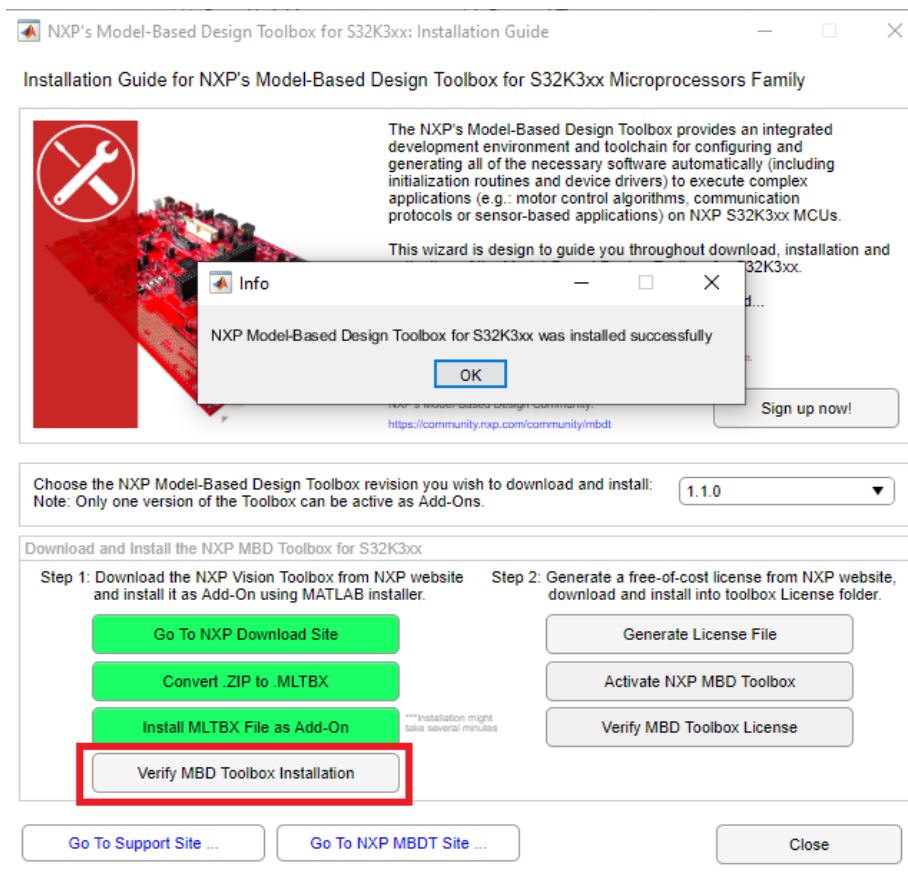 NXP's Model-Based Design Toolbox for S32K3xx: Installation Guide
Installation Guide for NXP's Model-Based Design Toolbox for S32K3xx Microprocessors Family
The NXP's Model-Based Design Toolbox provides an integrated
development environment and toolchain for configuring and
generating all of the necessary software automatically (including
initialization routines and device drivers) to execute complex
applications (e.g.: motor control algorithms, communication
protocols or sensor-based applications) on NXP S32K3xx MCUs.
This wizard is design to guide you throughout download, installation and
32K3xx.
Info
NXP Model-Based Design Toolbox for S32K3xx was installed successfully
OK
NXP's Model-Based Design Community:
https://community.nxp.com/community/mbdt
Sign up now!
Choose the NXP Model-Based Design Toolbox revision you wish to download and install:
Note: Only one version of the Toolbox can be active as Add-Ons.
1.1.0
Download and Install the NXP MBD Toolbox for S32K3xx
Step 1: Download the NXP Vision Toolbox from NXP website
and install it as Add-On using MATLAB installer.
Go To NXP Download Site
Convert .ZIP to .MLTBX
Install MLTBX File as Add-On
***Installation might
take several minutes
Verify MBD Toolbox Installation
Step 2: Generate a free-of-cost license from NXP website,
download and install into toolbox License folder.
Generate License File
Activate NXP MBD Toolbox
Verify MBD Toolbox License
Go To Support Site ...
Go To NXP MBDT Site ...
Close